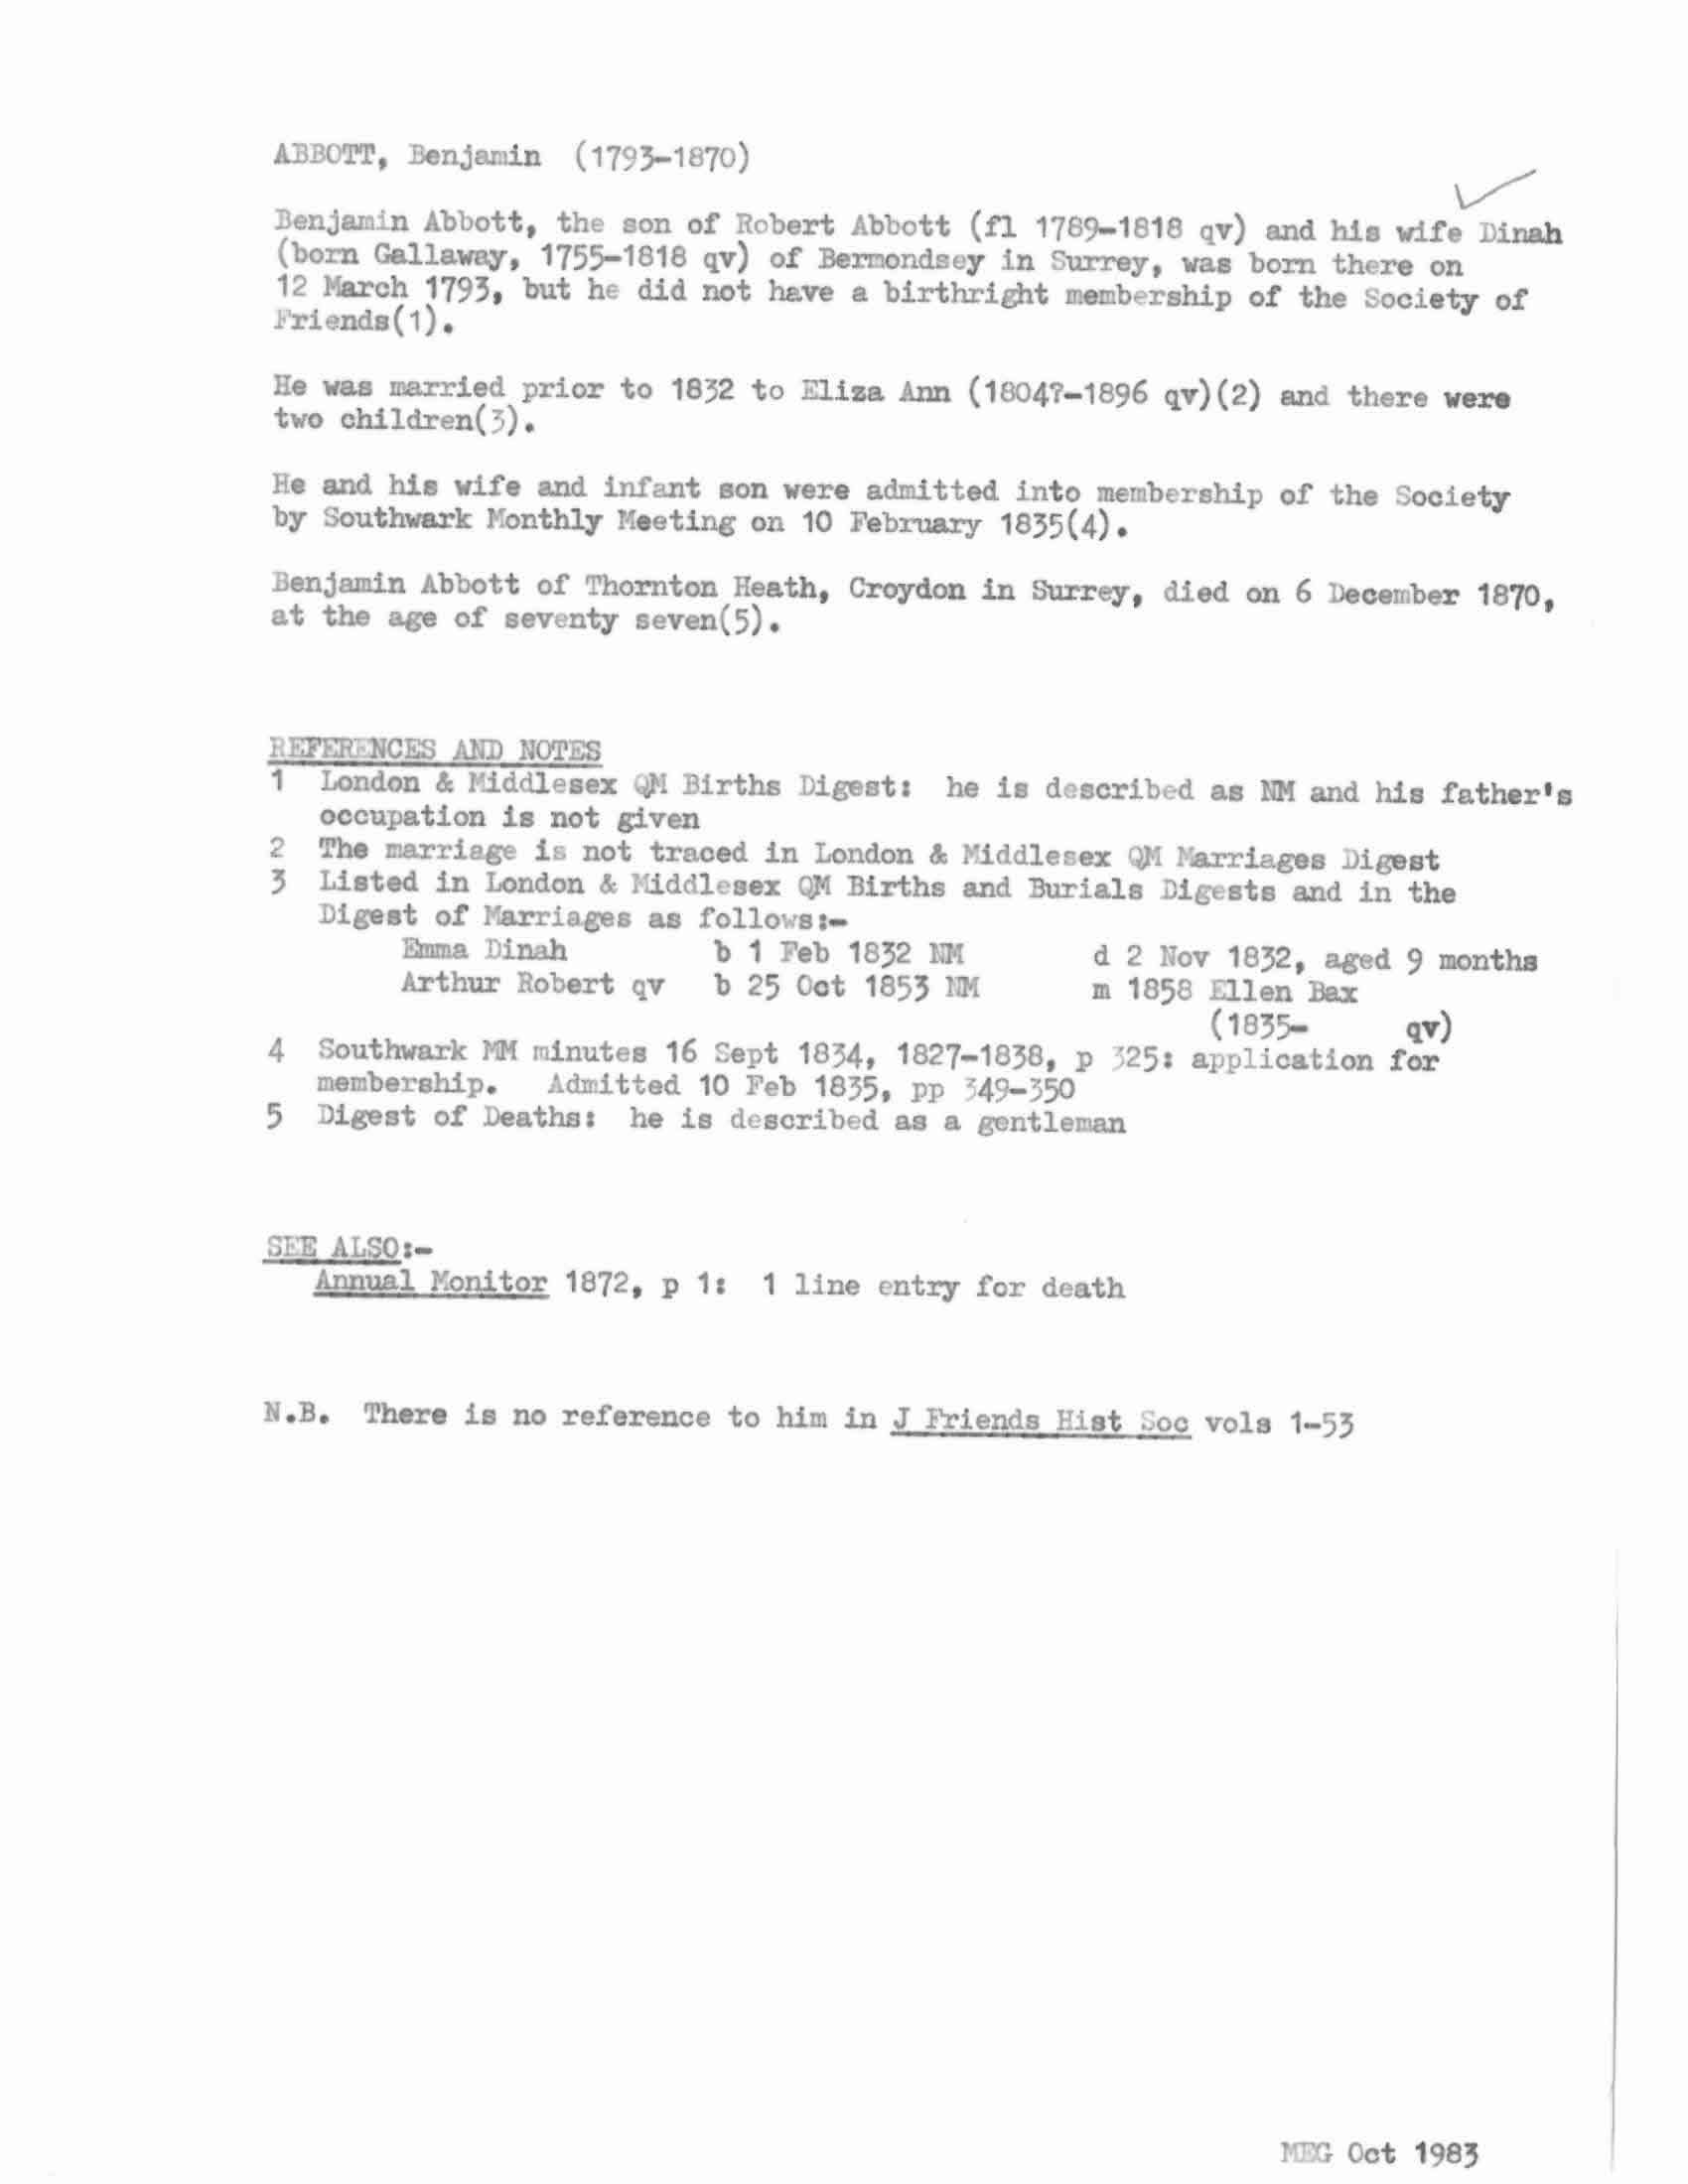 ABBOTT, Benjamin (1793-1870)
Benjamin Abbott, the son of Robert Abbott (fl 1789-1818 qv) and his wife Dinah
(born Gallaway, 1755-1818 qv) of Bermondsey in Surrey, was born there on
12 March 1793, but he did not have a birthright membership of the Society of
Friends(1).
He was married prior to 1832 to Eliza Ann (1804?-1896 qv)(2) and there were
two children(3).
He and his wife and infant son were admitted into membership of the Society
by Southwark Monthly Meeting on 10 February 1835(4).
Benjamin Abbott of Thornton Heath, Croydon in Surrey, died on 6 December 1870,
at the age of seventy seven(5).
REFERENCES AND NOTES
1 London & Middlesex QM Births Digest: he is described as NM and his father's
occupation is not given
2 The marriage is not traced in London & Middlesex QM Marriages Digest
3 Listed in London & Middlesex QM Births and Burials Digests and in the
Digest of Marriages as follows:-
Emma Dinah b 1 Feb 1832 NM d 2 Nov 1832, aged 9 months
Arthur Robert qv b 25 Oct 1853 NM m 1858 Ellen Bax
(1835- qv)
4 Southwark MM minutes 16 Sept 1834, 1827-1838, p 325: application for
membership. Admitted 10 Feb 1835, pp 349-350
5 Digest of Deaths: he is described as a gentleman
SEE ALSO:-
Annual Monitor 1872, p 1: 1 line entry for death
N.B. There is no reference to him in J Friends Hist Soc vols 1-53
MEG Oct 1983